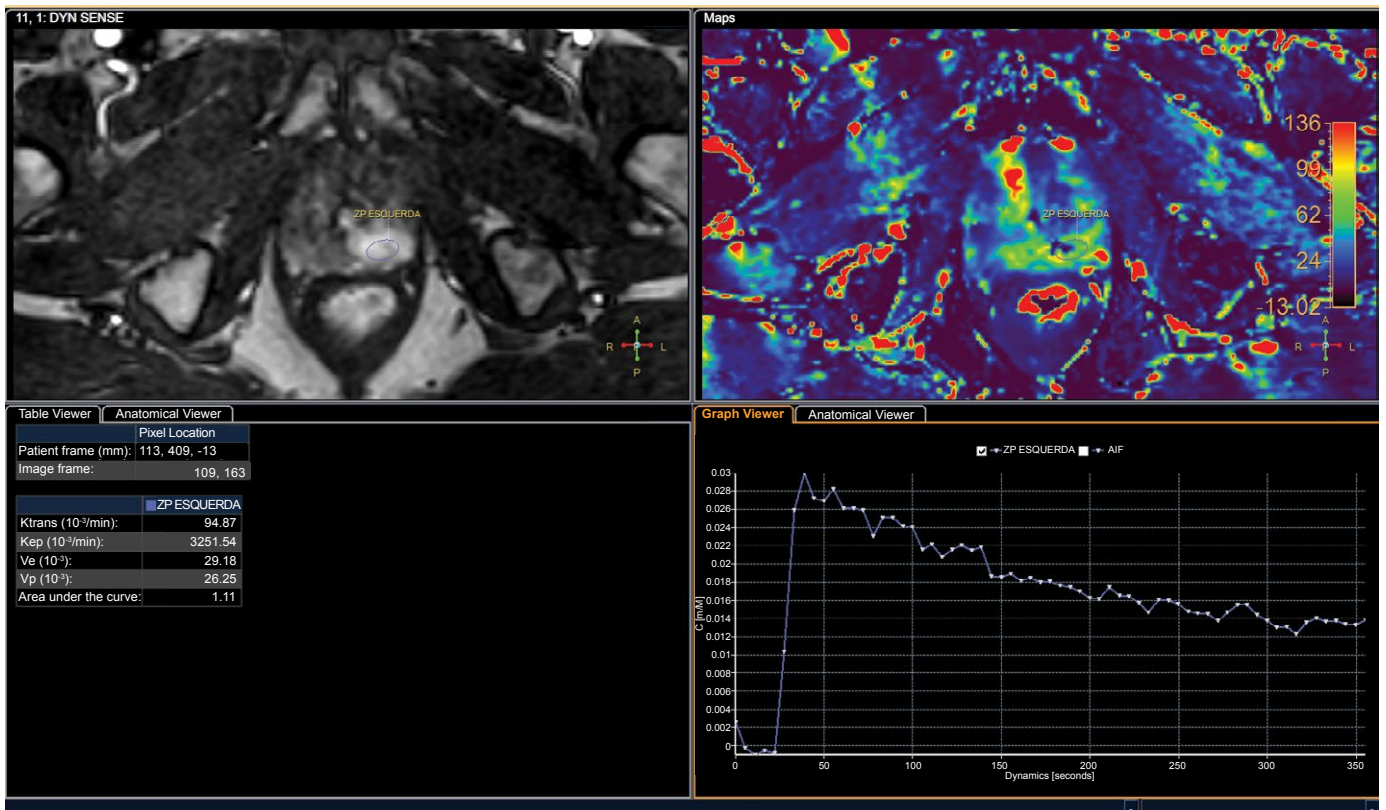 11, 1: DYN SENSE
ZP ESQUERDA
A
R P L
P
Maps
ZP ESQUERDA
136
99
62
24
-13.02
A
R P L
P
Table Viewer Anatomical Viewer
Pixel Location
Patient frame (mm): 113, 409, -13
Image frame: 109, 163
ZP ESQUERDA
Ktrans (10-3/min): 94.87
Kep (10-3/min): 3251.54
Ve (10-3): 29.18
Vp (10-3): 26.25
Area under the curve: 1.11
Graph Viewer Anatomical Viewer
ZP ESQUERDA AIF
C [mM]
0.03
0.028
0.026
0.024
0.022
0.02
0.018
0.016
0.014
0.012
0.01
0.008
0.006
0.004
0.002
0
0 50 100 150 200 250 300 350
Dynamics [seconds]